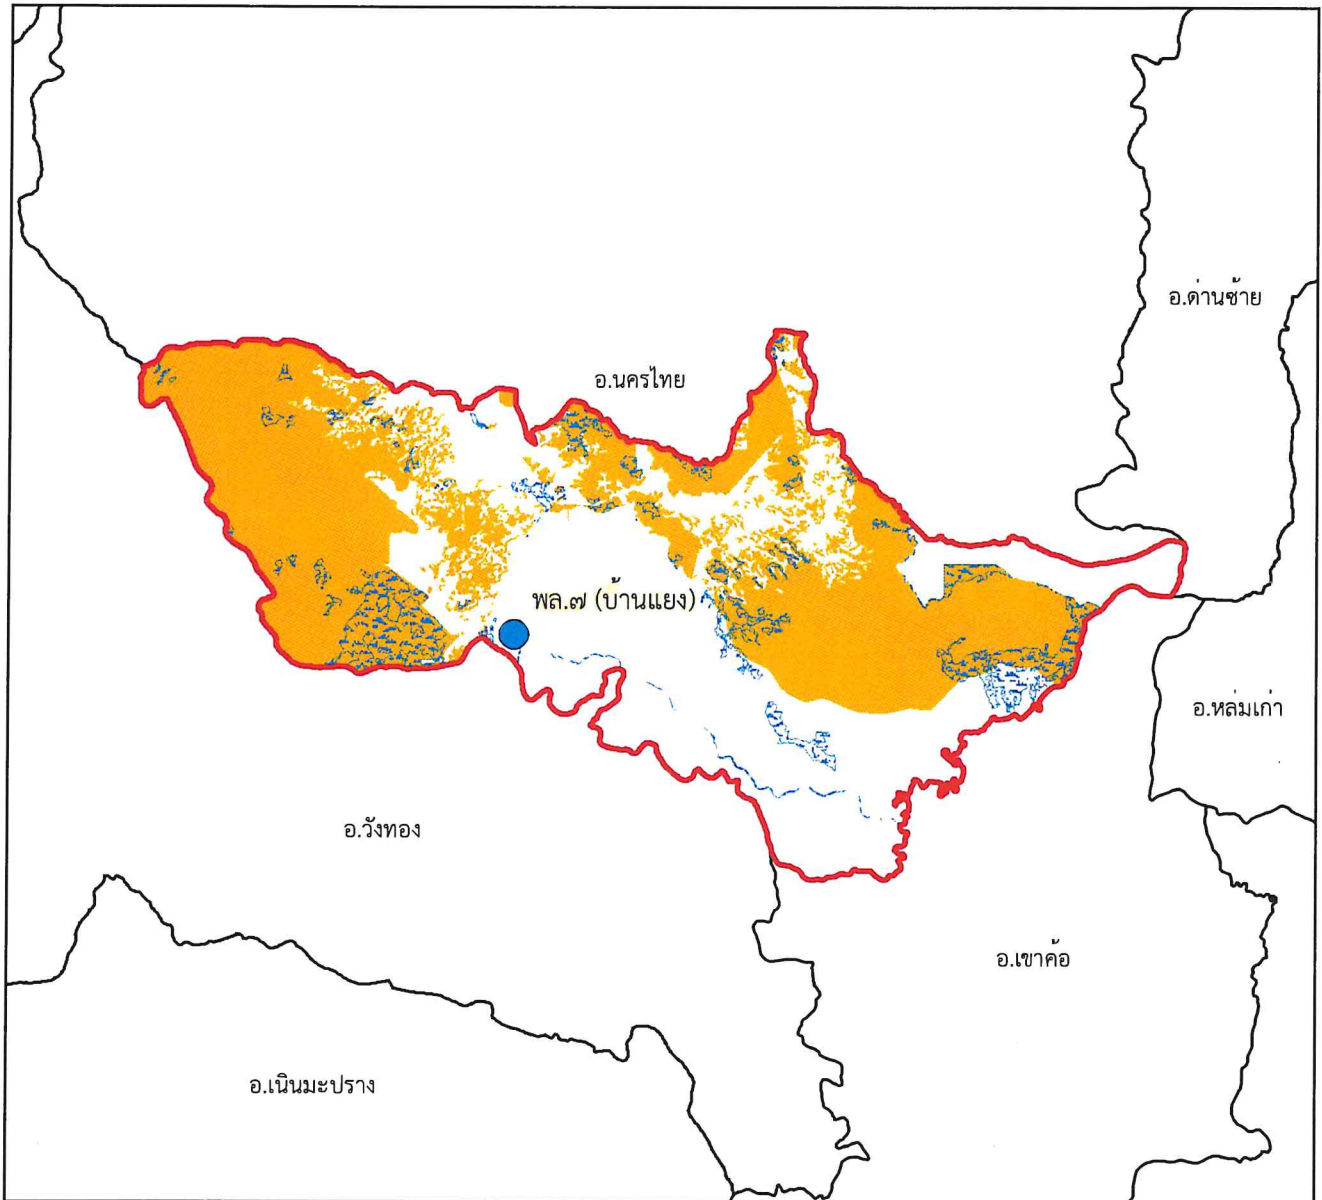 อ.ด่านซ้าย
อ.นครไทย
พล.๗ (บ้านแยง)
อ.หล่มเก่า
อ.วังทอง
อ.เขาค้อ
อ.เนินมะปราง